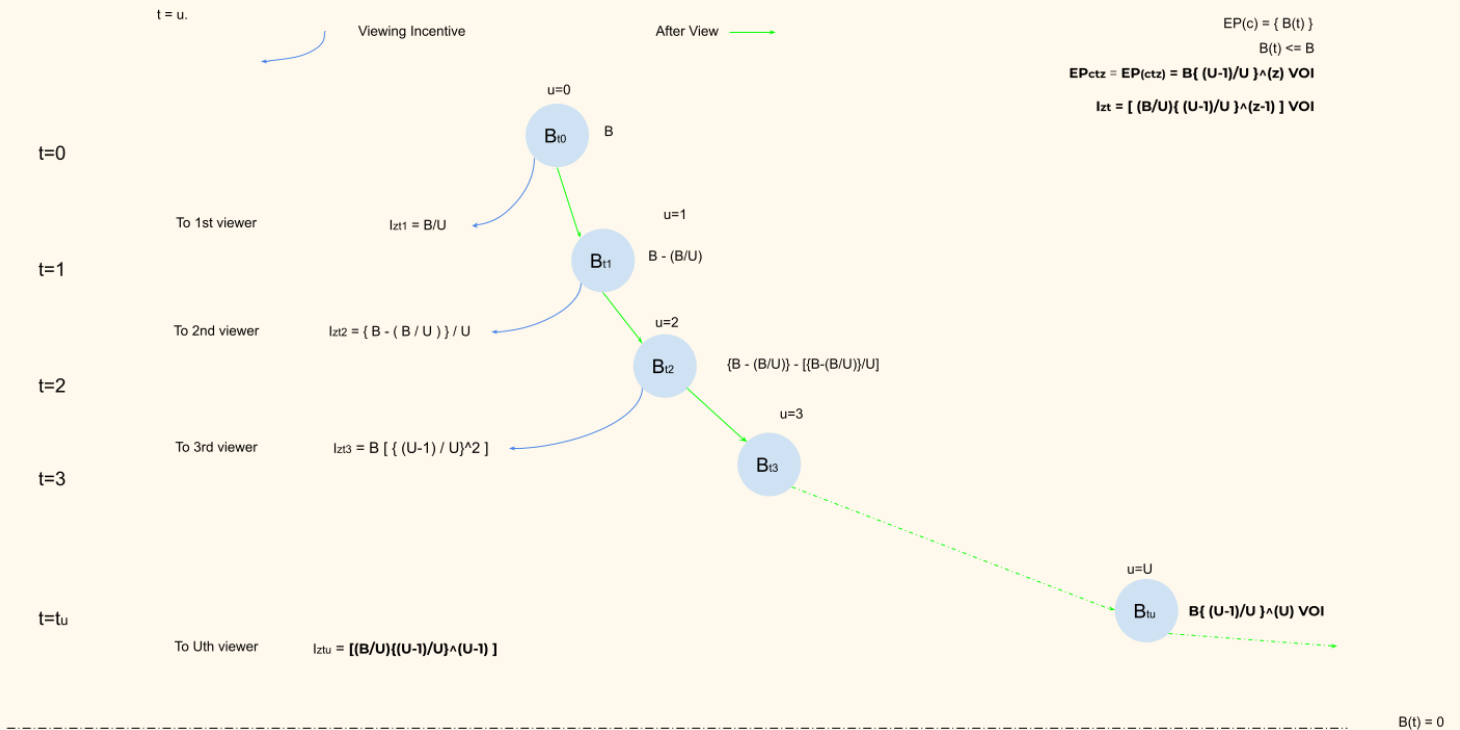 t = u.
Viewing Incentive
After View
EP(c) = { B(t) }
B(t) <= B
EPctz = EP(ctz) = B{ (U-1)/U }^(z) VOI
Izt = [ (B/U){ (U-1)/U }^(z-1) ] VOI
u=0
Bt0
B
t=0
To 1st viewer
Izt1 = B/U
u=1
Bt1
B - (B/U)
t=1
To 2nd viewer
Izt2 = { B - ( B / U ) } / U
u=2
Bt2
{B - (B/U)} - [{B-(B/U)}/U]
t=2
To 3rd viewer
Izt3 = B [ { (U-1) / U}^2 ]
u=3
Bt3
t=3
u=U
Btu
B{ (U-1)/U }^(U) VOI
t=tu
To Uth viewer
Iztu = [(B/U){(U-1)/U}^(U-1) ]
B(t) = 0